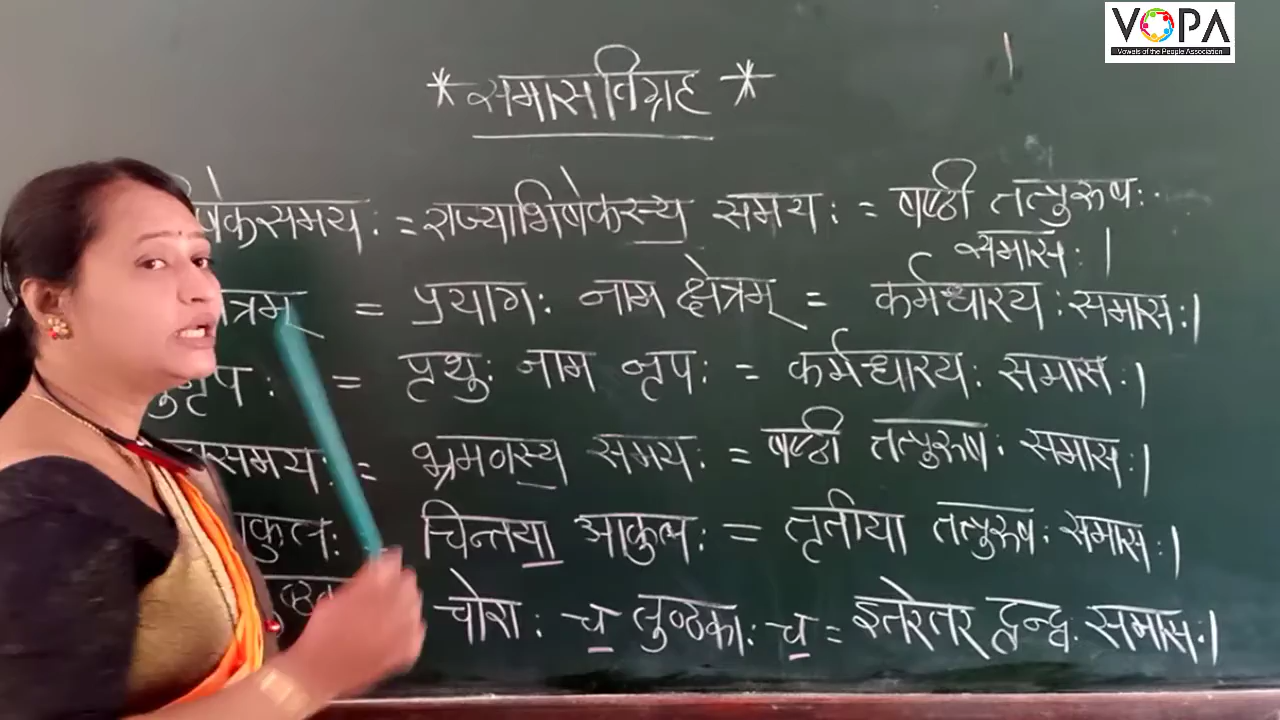 VOPA
Vowels of the People Association
* समासविग्रह *
षेकसमयः = राज्याभिषेकस्य समयः = षष्ठी तत्पुरुषः
समासः।
त्रम् = प्रयागः नाम क्षेत्रम् = कर्मधारयः समासः।
नृपः = पृथुः नाम नृपः = कर्मधारयः समासः।
समयः = भ्रमणस्य समयः = षष्ठी तत्पुरुषः समासः।
कुलः चिन्तया आकुलः = तृतीया तत्पुरुषः समासः।
चोराः च लुण्ठकाः च = इतरेतर द्वन्द्वः समासः।